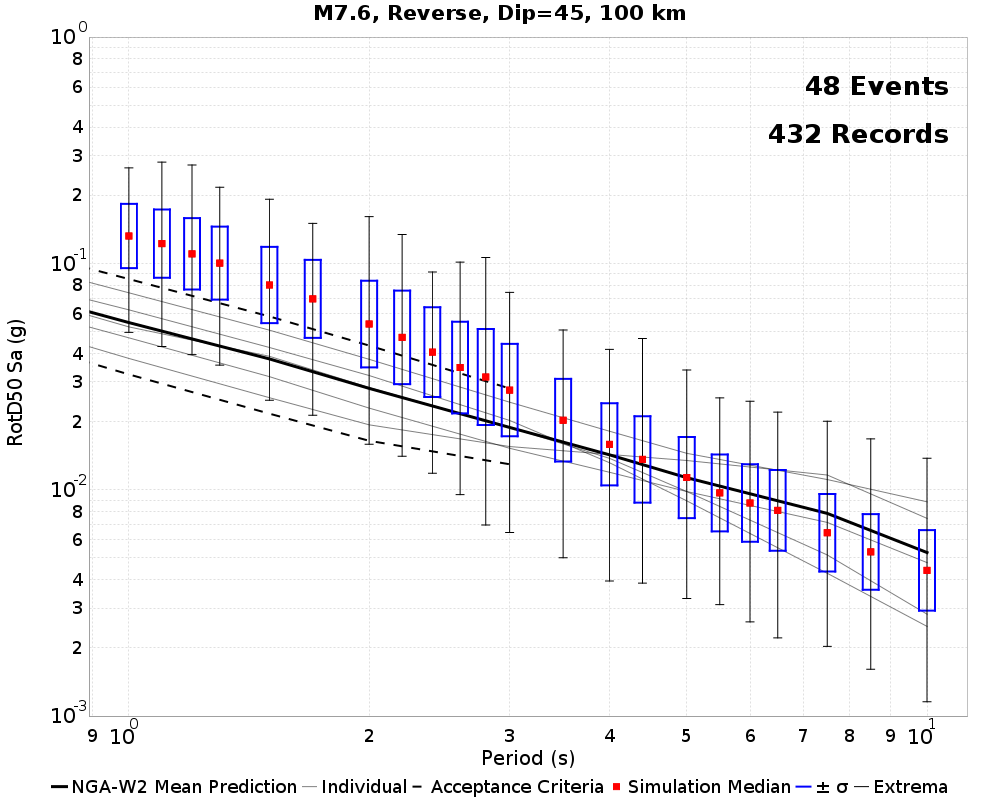 M7.6, Reverse, Dip=45, 100 km
48 Events
432 Records
RotD50 Sa (g)
10^0
8
6
4
3
2
10^-1
8
6
4
3
2
10^-2
8
6
4
3
2
10^-3
9 10^0 2 3 4 5 6 7 8 9 10^1
Period (s)
NGA-W2 Mean Prediction Individual Acceptance Criteria Simulation Median ± σ Extrema